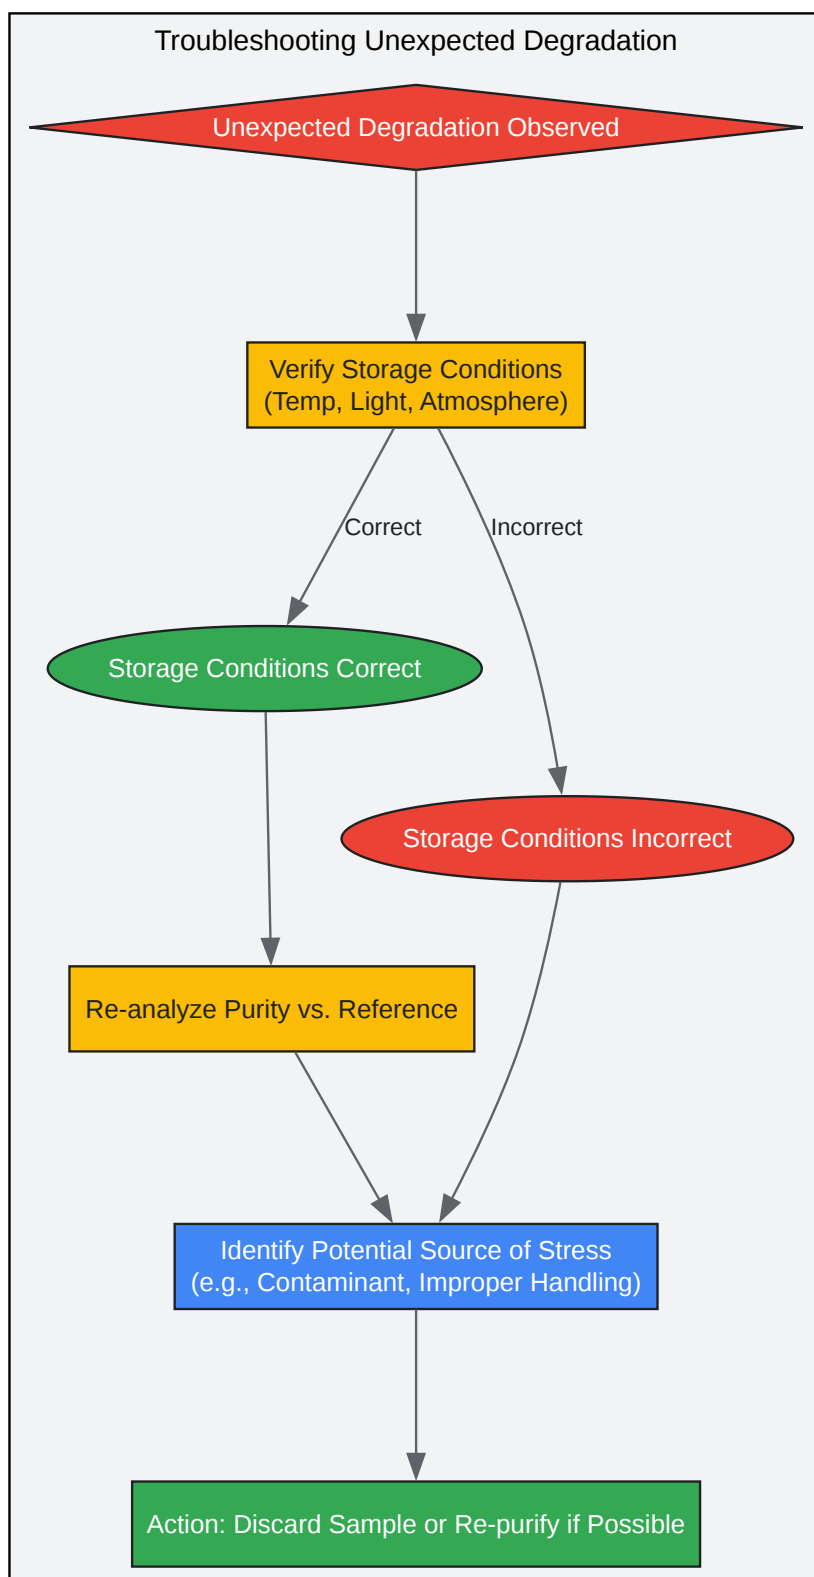 Troubleshooting Unexpected Degradation
Unexpected Degradation Observed
Verify Storage Conditions
(Temp, Light, Atmosphere)
Correct
Incorrect
Storage Conditions Correct
Storage Conditions Incorrect
Re-analyze Purity vs. Reference
Identify Potential Source of Stress
(e.g., Contaminant, Improper Handling)
Action: Discard Sample or Re-purify if Possible